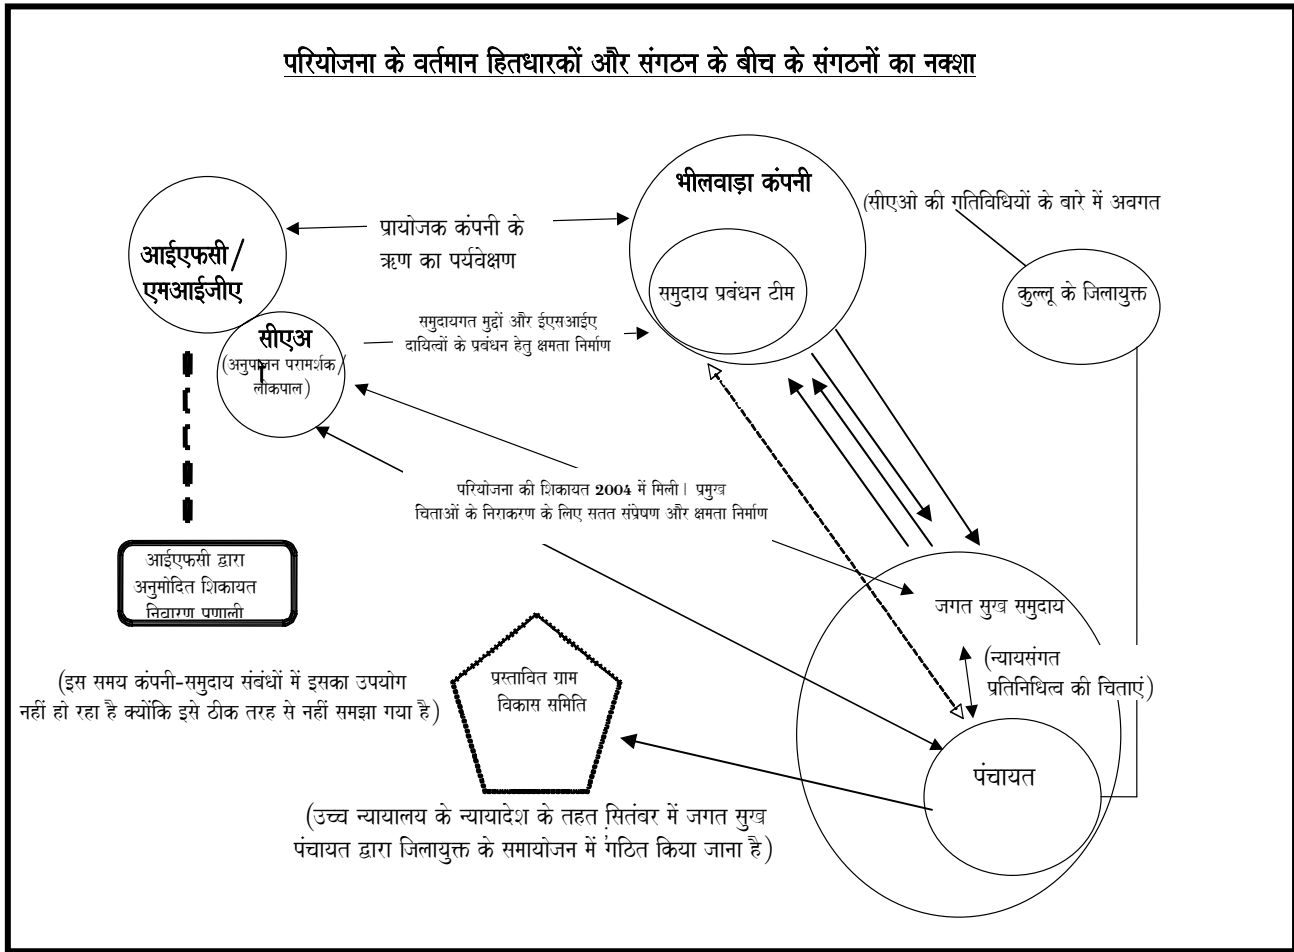 परियोजना के वर्तमान हितधारकों और संगठन के बीच के संगठनों का नक्शा
भीलवाड़ा कंपनी
समुदाय प्रबंधन टीम
(सीएओ की गतिविधियों के बारे में अवगत
कुल्लू के जिलायुक्त
आईएफसी/
एमआईजीए
प्रायोजक कंपनी के
ऋण का पर्यवेक्षण
सीएअ
(अनुपालन परामर्शक/
लोकपाल)
समुदायगत मुद्दों और ईएसआईए
दायित्वों के प्रबंधन हेतु क्षमता निर्माण
परियोजना की शिकायत 2004 में मिली। प्रमुख
चिताओं के निराकरण के लिए सतत संप्रेषण और क्षमता निर्माण
आईएफसी द्वारा
अनुमोदित शिकायत
निवारण प्रणाली
(इस समय कंपनी-समुदाय संबंधों में इसका उपयोग
नहीं हो रहा है क्योंकि इसे ठीक तरह से नहीं समझा गया है)
प्रस्तावित ग्राम
विकास समिति
(उच्च न्यायालय के न्यायादेश के तहत सितंबर में जगत सुख
पंचायत द्वारा जिलायुक्त के समायोजन में गठित किया जाना है)
जगत सुख समुदाय
(न्यायसंगत
प्रतिनिधित्व की चिताएं)
पंचायत